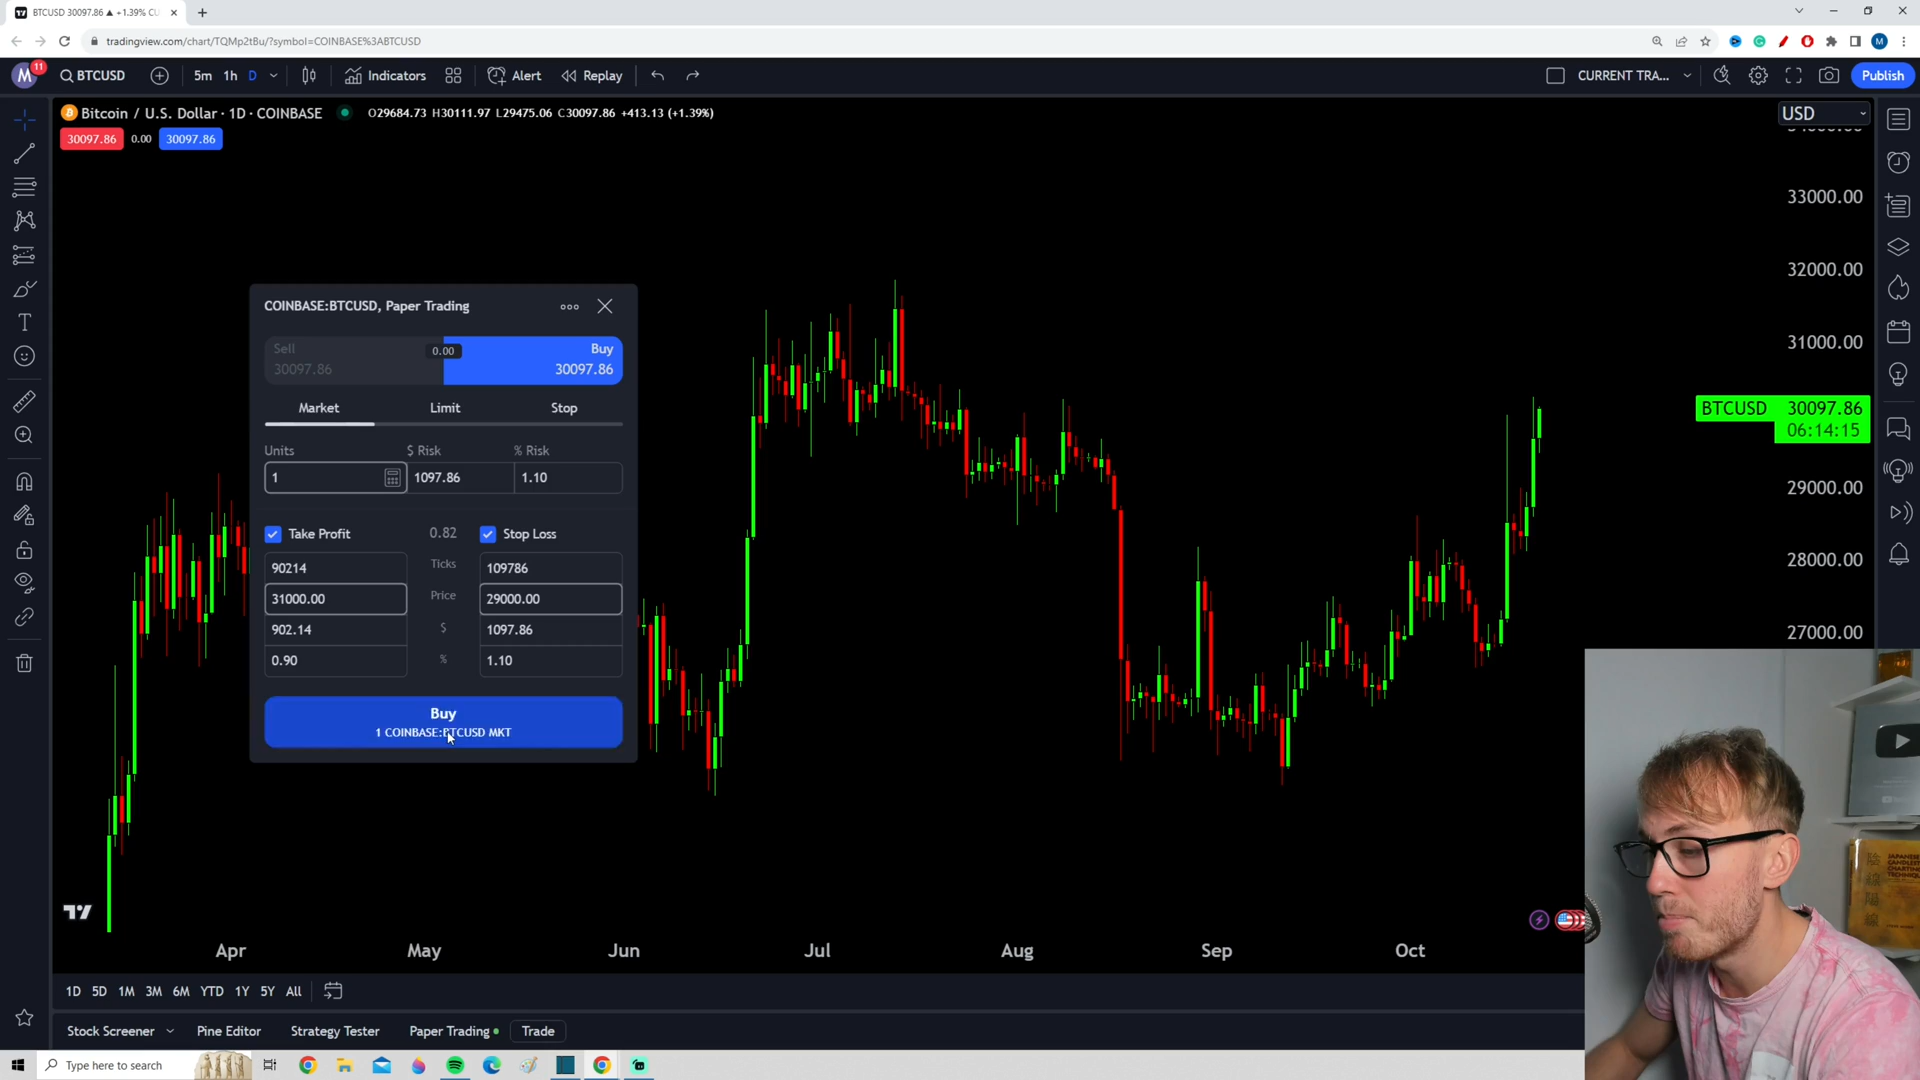 BTCUSD 30097.86 ▲ +1.39% CU
tradingview.com/chart/TQMp2tBu/?symbol=COINBASE%3ABTCUSD
M
M
11
BTCUSD
5m 1h D
Indicators
Alert
Replay
CURRENT TRA...
Publish
Bitcoin / U.S. Dollar · 1D · COINBASE
O29684.73 H30111.97 L29475.06 C30097.86 +413.13 (+1.39%)
30097.86 0.00 30097.86
USD
33000.00
32000.00
31000.00
BTCUSD 30097.86
06:14:15
29000.00
28000.00
27000.00
COINBASE:BTCUSD, Paper Trading
Sell
30097.86
0.00
Buy
30097.86
Market Limit Stop
Units $ Risk % Risk
1 1097.86 1.10
Take Profit 0.82 Stop Loss
90214 Ticks 109786
31000.00 Price 29000.00
902.14 $ 1097.86
0.90 % 1.10
Buy
1 COINBASE:BTCUSD MKT
Apr May Jun Jul Aug Sep Oct
1D 5D 1M 3M 6M YTD 1Y 5Y All
Stock Screener Pine Editor Strategy Tester Paper Trading Trade
Type here to search
JAPANESE
CANDLESTICK
CHARTING